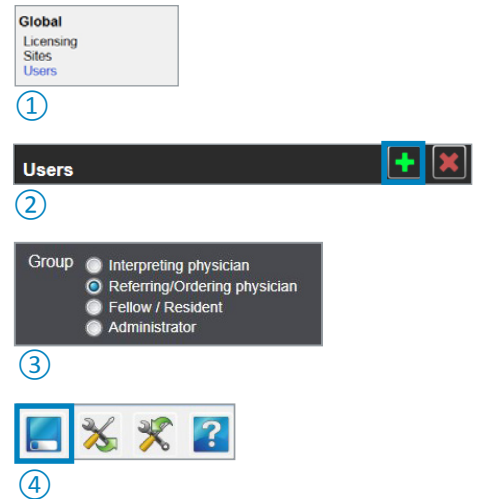 Global
Licensing
Sites
Users
1
Users
2
Group
Interpreting physician
Referring/Ordering physician
Fellow / Resident
Administrator
3
?
4